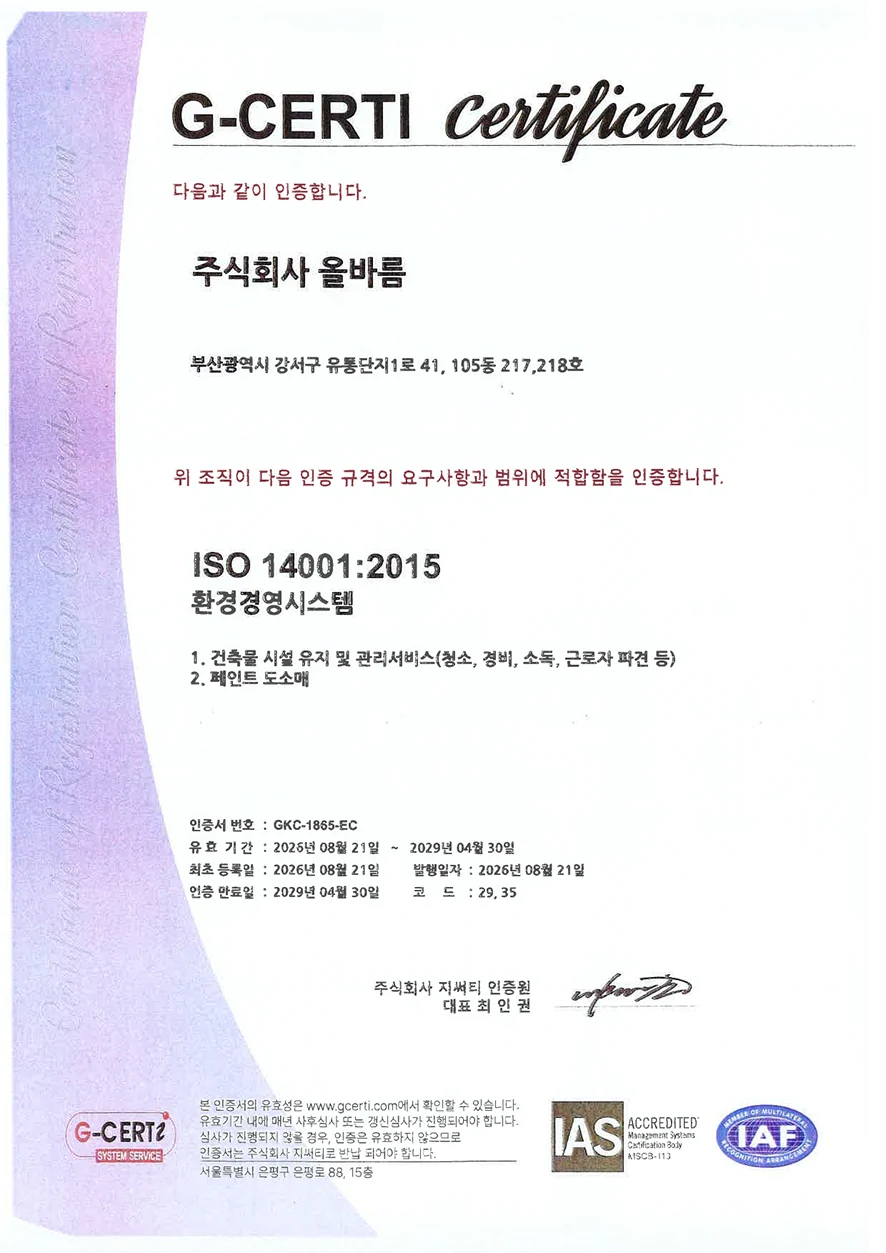 G-CERTI Certificate
다음과 같이 인증합니다.
주식회사 올바름
부산광역시 강서구 유통단지1로 41, 105동 217,218호
위 조직이 다음 인증 규격의 요구사항과 범위에 적합함을 인증합니다.
ISO 14001:2015
환경경영시스템
1. 건축물 시설 유지 및 관리서비스(청소, 경비, 소독, 근로자 파견 등)
2. 페인트 도소매
인증서 번호 : GKC-1865-EC
유 효 기 간 : 2026년 08월 21일 ~ 2029년 04월 30일
최초 등록일 : 2026년 08월 21일 발행일자 : 2026년 08월 21일
인증 만료일 : 2029년 04월 30일 코 드 : 29, 35
주식회사 지써티 인증원
대표 최 인 권
본 인증서의 유효성은 www.gcerti.com에서 확인할 수 있습니다.
유효기간 내에 매년 사후심사 또는 갱신심사가 진행되어야 합니다.
심사가 진행되지 않을 경우, 인증은 유효하지 않으므로
인증서는 주식회사 지써티로 반납 되어야 합니다.
서울특별시 은평구 은평로 88, 15층
G-CERTi
SYSTEM SERVICE
IAS ACCREDITED
Management Systems
Certification Body
MSCB-113
MEMBER OF MULTILATERAL
IAF
RECOGNITION ARRANGEMENT
Certificate of Registration Certificate of Registration